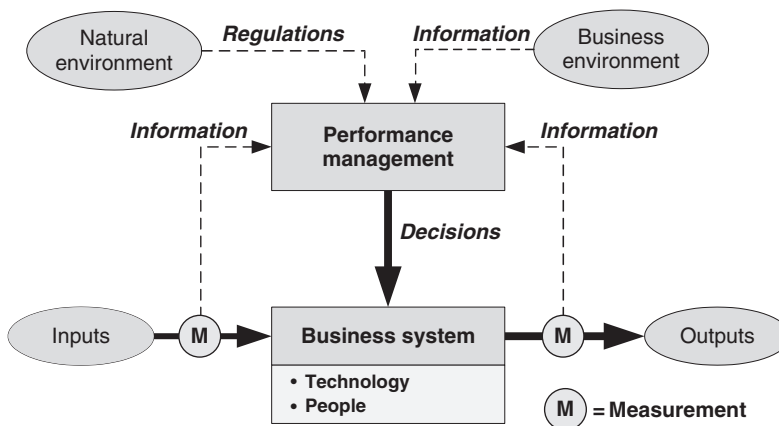 Natural
environment
Regulations
Information
Business
environment
Information
Performance
management
Information
Decisions
Inputs
M
Business system
M
Outputs
• Technology
• People
M = Measurement